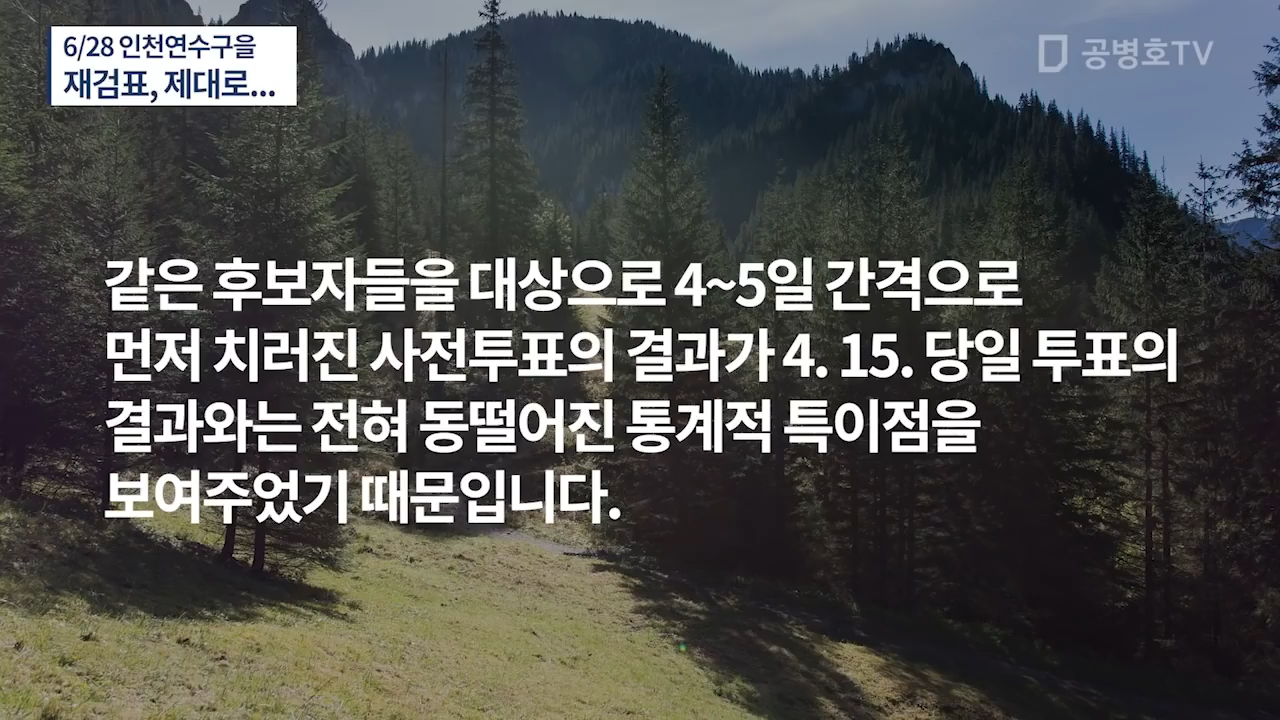 6/28 인천연수구을
재검표, 제대로...
공병호TV
같은 후보자들을 대상으로 4~5일 간격으로
먼저 치러진 사전투표의 결과가 4. 15. 당일 투표의
결과와는 전혀 동떨어진 통계적 특이점을
보여주었기 때문입니다.